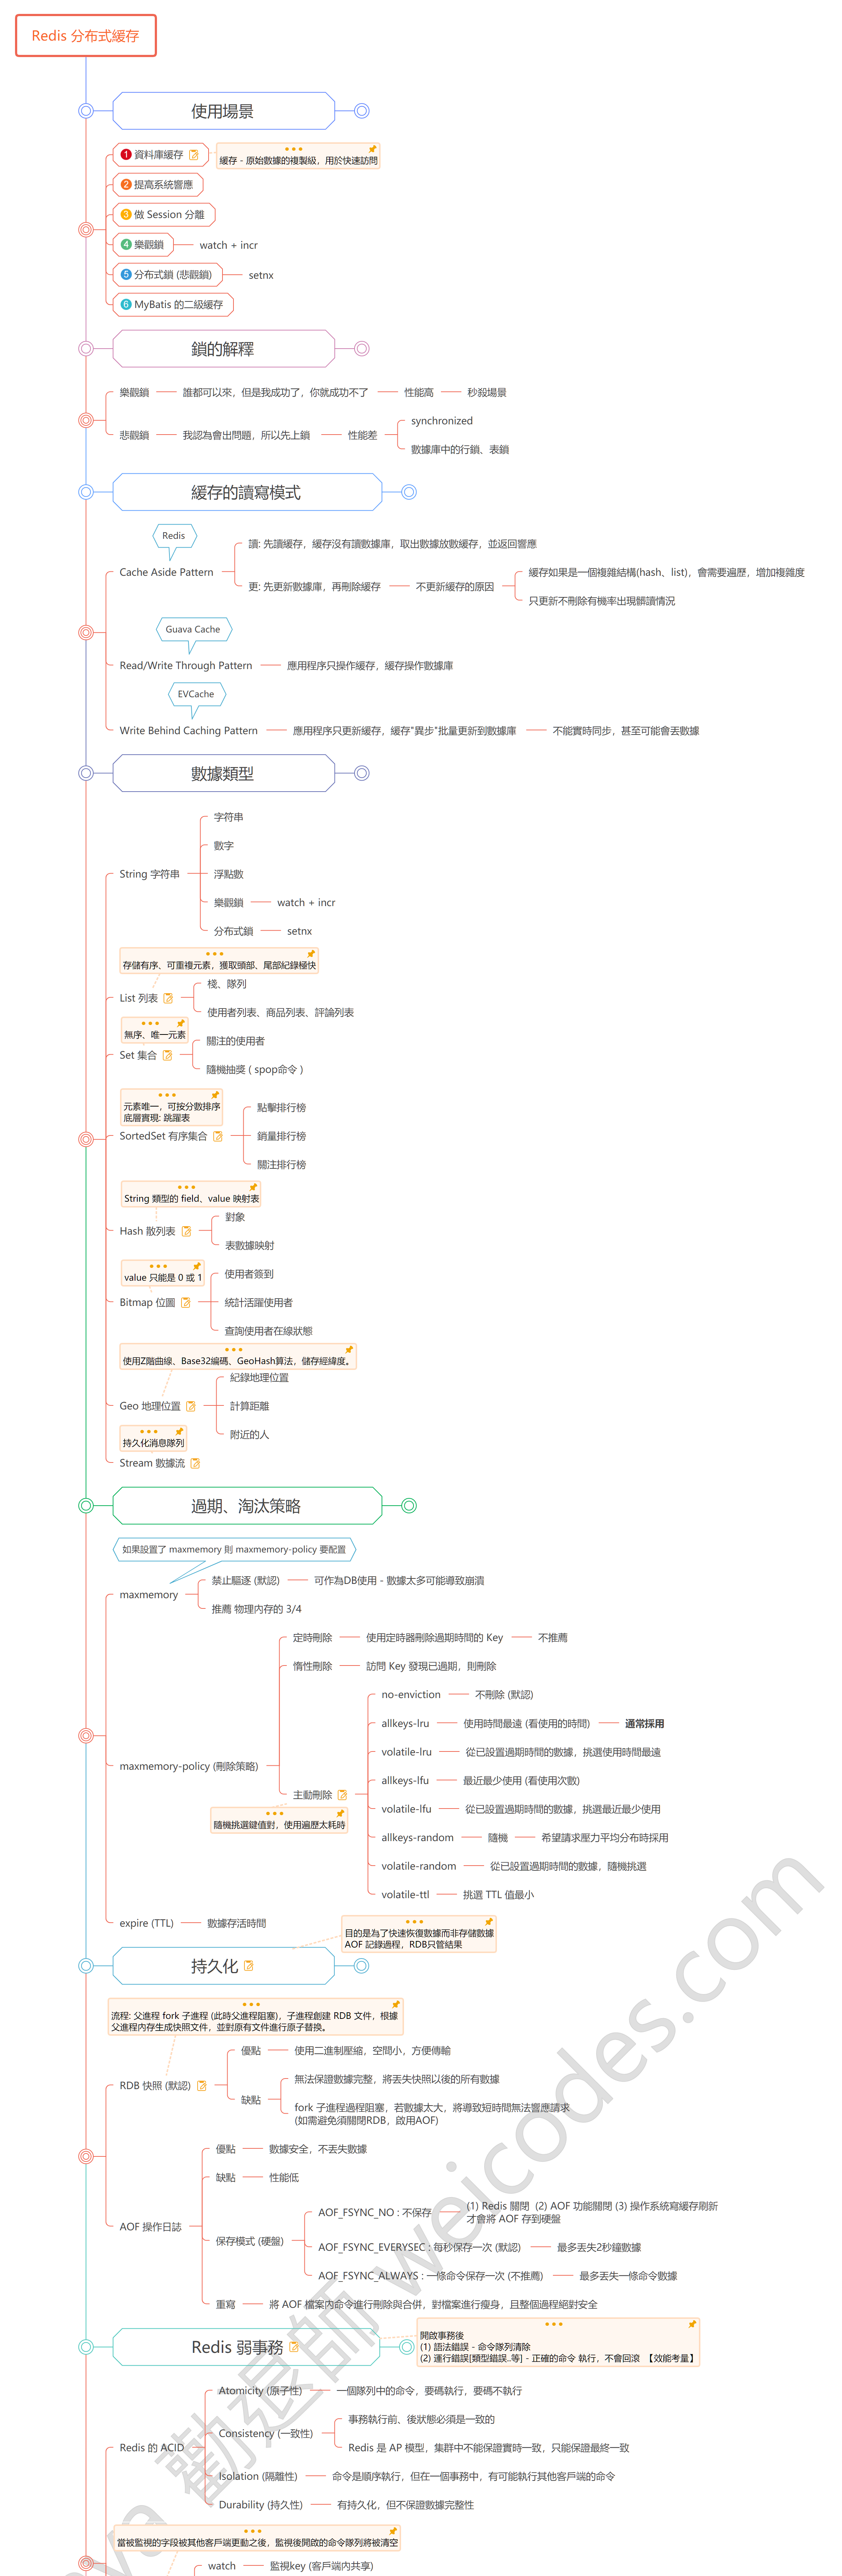 Redis 分布式緩存
使用場景
1 資料庫緩存
緩存 - 原始數據的複製級，用於快速訪問
2 提高系統響應
3 做 Session 分離
4 樂觀鎖
watch + incr
5 分布式鎖 (悲觀鎖)
setnx
6 MyBatis 的二級緩存
鎖的解釋
樂觀鎖
誰都可以來，但是我成功了，你就成功不了
性能高
秒殺場景
悲觀鎖
我認為會出問題，所以先上鎖
性能差
synchronized
數據庫中的行鎖、表鎖
緩存的讀寫模式
Redis
Cache Aside Pattern
讀: 先讀緩存，緩存沒有讀數據庫，取出數據放數緩存，並返回響應
更: 先更新數據庫，再刪除緩存
不更新緩存的原因
緩存如果是一個複雜結構(hash、list)，會需要遍歷，增加複雜度
只更新不刪除有機率出現髒讀情況
Guava Cache
Read/Write Through Pattern
應用程序只操作緩存，緩存操作數據庫
EVCache
Write Behind Caching Pattern
應用程序只更新緩存，緩存"異步"批量更新到數據庫
不能實時同步，甚至可能會丟數據
數據類型
String 字符串
字符串
數字
浮點數
樂觀鎖
watch + incr
分布式鎖
setnx
存儲有序、可重複元素，獲取頭部、尾部紀錄極快
List 列表
棧、隊列
使用者列表、商品列表、評論列表
無序、唯一元素
Set 集合
關注的使用者
隨機抽獎 ( spop命令 )
元素唯一，可按分數排序
底層實現: 跳躍表
SortedSet 有序集合
點擊排行榜
銷量排行榜
關注排行榜
String 類型的 field、value 映射表
Hash 散列表
對象
表數據映射
value 只能是 0 或 1
Bitmap 位圖
使用者簽到
統計活躍使用者
查詢使用者在線狀態
使用Z階曲線、Base32編碼、GeoHash算法，儲存經緯度。
Geo 地理位置
紀錄地理位置
計算距離
附近的人
持久化消息隊列
Stream 數據流
過期、淘汰策略
如果設置了 maxmemory 則 maxmemory-policy 要配置
maxmemory
禁止驅逐 (默認)
可作為DB使用 - 數據太多可能導致崩潰
推薦 物理內存的 3/4
maxmemory-policy (刪除策略)
定時刪除
使用定時器刪除過期時間的 Key
不推薦
惰性刪除
訪問 Key 發現已過期，則刪除
主動刪除
隨機挑選鍵值對，使用遍歷太耗時
no-enviction
不刪除 (默認)
allkeys-lru
使用時間最遠 (看使用的時間)
通常採用
volatile-lru
從已設置過期時間的數據，挑選使用時間最遠
allkeys-lfu
最近最少使用 (看使用次數)
volatile-lfu
從已設置過期時間的數據，挑選最近最少使用
allkeys-random
隨機
希望請求壓力平均分布時採用
volatile-random
從已設置過期時間的數據，隨機挑選
volatile-ttl
挑選 TTL 值最小
expire (TTL)
數據存活時間
持久化
目的是為了快速恢復數據而非存儲數據
AOF 記錄過程，RDB只管結果
流程: 父進程 fork 子進程 (此時父進程阻塞)，子進程創建 RDB 文件，根據
父進程內存生成快照文件，並對原有文件進行原子替換。
RDB 快照 (默認)
優點
使用二進制壓縮，空間小，方便傳輸
缺點
無法保證數據完整，將丟失快照以後的所有數據
fork 子進程過程阻塞，若數據太大，將導致短時間無法響應請求
(如需避免須關閉RDB，啟用AOF)
AOF 操作日誌
優點
數據安全，不丟失數據
缺點
性能低
保存模式 (硬盤)
AOF_FSYNC_NO : 不保存
(1) Redis 關閉 (2) AOF 功能關閉 (3) 操作系統寫緩存刷新
才會將 AOF 存到硬盤
AOF_FSYNC_EVERYSEC : 每秒保存一次 (默認)
最多丟失2秒鐘數據
AOF_FSYNC_ALWAYS : 一條命令保存一次 (不推薦)
最多丟失一條命令數據
重寫
將 AOF 檔案內命令進行刪除與合併，對檔案進行瘦身，且整個過程絕對安全
Redis 弱事務
開啟事務後
(1) 語法錯誤 - 命令隊列清除
(2) 運行錯誤[類型錯誤..等] - 正確的命令 執行，不會回滾 【效能考量】
Redis 的 ACID
Atomicity (原子性)
一個隊列中的命令，要碼執行，要碼不執行
Consistency (一致性)
事務執行前、後狀態必須是一致的
Redis 是 AP 模型，集群中不能保證實時一致，只能保證最終一致
Isolation (隔離性)
命令是順序執行，但在一個事務中，有可能執行其他客戶端的命令
Durability (持久性)
有持久化，但不保證數據完整性
當被監視的字段被其他客戶端更動之後，監視後開啟的命令隊列將被清空
watch
監視key (客戶端內共享)
勸退師 weicodes.com